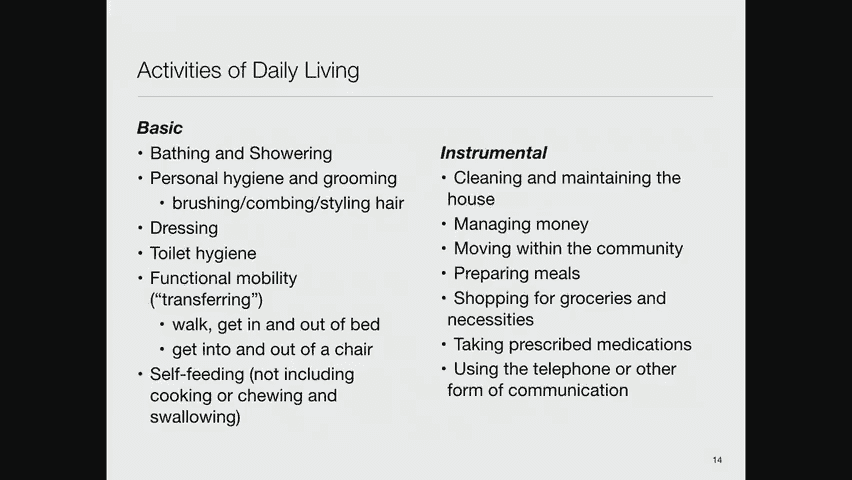 Activities of Daily Living
Basic
• Bathing and Showering
• Personal hygiene and grooming
• brushing/combing/styling hair
• Dressing
• Toilet hygiene
• Functional mobility
(“transferring”)
• walk, get in and out of bed
• get into and out of a chair
• Self-feeding (not including
cooking or chewing and
swallowing)
Instrumental
• Cleaning and maintaining the
house
• Managing money
• Moving within the community
• Preparing meals
• Shopping for groceries and
necessities
• Taking prescribed medications
• Using the telephone or other
form of communication
14